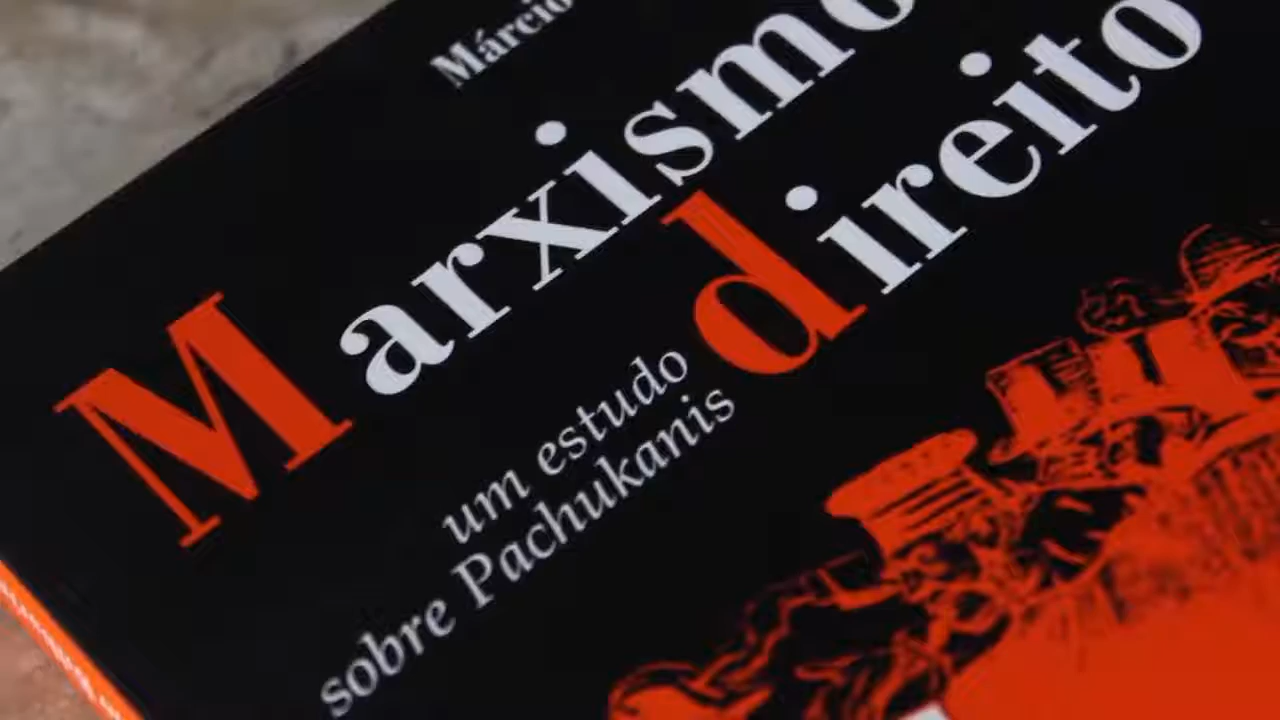 Márcio
Marxismo
direito
um estudo
sobre Pachukanis